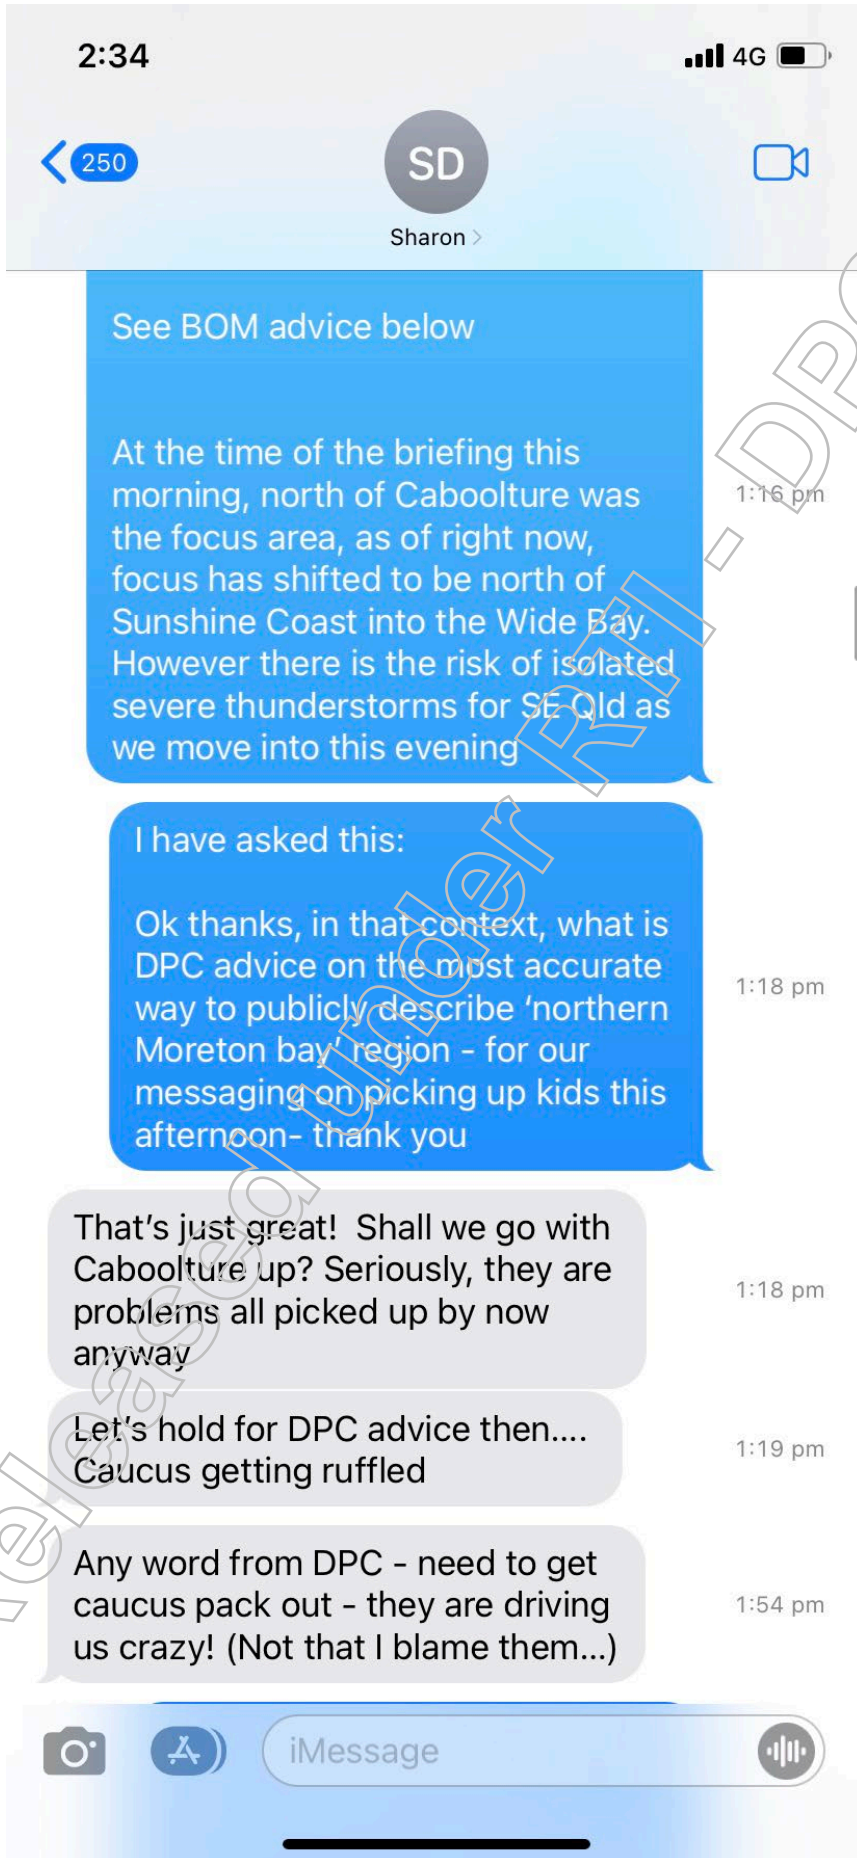 2:34
4G
250
SD
Sharon
See BOM advice below
At the time of the briefing this
morning, north of Caboolture was
the focus area, as of right now,
focus has shifted to be north of
Sunshine Coast into the Wide Bay.
However there is the risk of isolated
severe thunderstorms for SE Qld as
we move into this evening
1:16 pm
I have asked this:
Ok thanks, in that context, what is
DPC advice on the most accurate
way to publicly describe ‘northern
Moreton bay’ region - for our
messaging on picking up kids this
afternoon- thank you
1:18 pm
That’s just great!  Shall we go with
Caboolture up? Seriously, they are
problems all picked up by now
anyway
1:18 pm
Let’s hold for DPC advice then....
Caucus getting ruffled
1:19 pm
Any word from DPC - need to get
caucus pack out - they are driving
us crazy! (Not that I blame them...)
1:54 pm
iMessage
Released under RTI - DPC